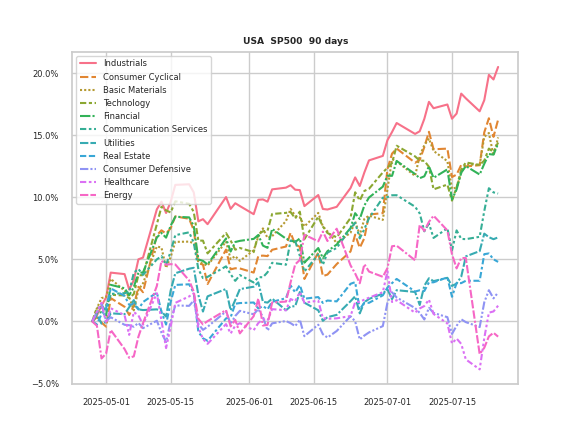 USA SP500 90 days
Industrials
Consumer Cyclical
Basic Materials
Technology
Financial
Communication Services
Utilities
Real Estate
Consumer Defensive
Healthcare
Energy
20.0%
15.0%
10.0%
5.0%
0.0%
−5.0%
2025-05-01 2025-05-15 2025-06-01 2025-06-15 2025-07-01 2025-07-15